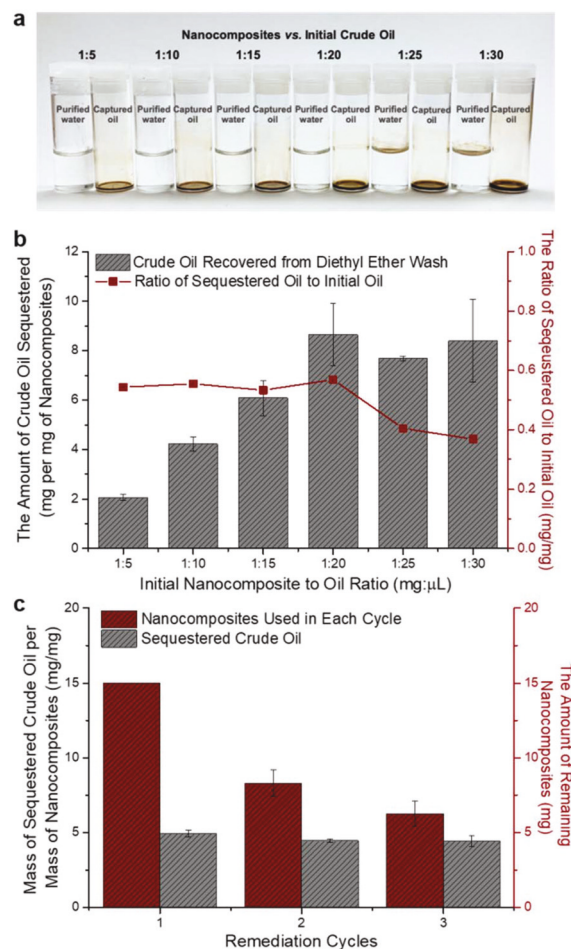 a
Nanocomposites vs. Initial Crude Oil
1:5 1:10 1:15 1:20 1:25 1:30
Purified water Captured oil Purified water Captured oil Purified water Captured oil Purified water Captured oil Purified water Captured oil Purified water Captured oil
b
The Amount of Crude Oil Sequestered
(mg per mg of Nanocomposites)
12
10
8
6
4
2
0
Crude Oil Recovered from Diethyl Ether Wash
Ratio of Sequestered Oil to Initial Oil
1.0
0.8
0.6
0.4
0.2
0.0
The Ratio of Seqeustered Oil to Initial Oil (mg/mg)
1:5 1:10 1:15 1:20 1:25 1:30
Initial Nanocomposite to Oil Ratio (mg:μL)
c
Mass of Sequestered Crude Oil per
Mass of Nanocomposites (mg/mg)
20
15
10
5
0
Nanocomposites Used in Each Cycle
Sequestered Crude Oil
20
15
10
5
0
The Amount of Remaining
Nanocomposites (mg)
1 2 3
Remediation Cycles